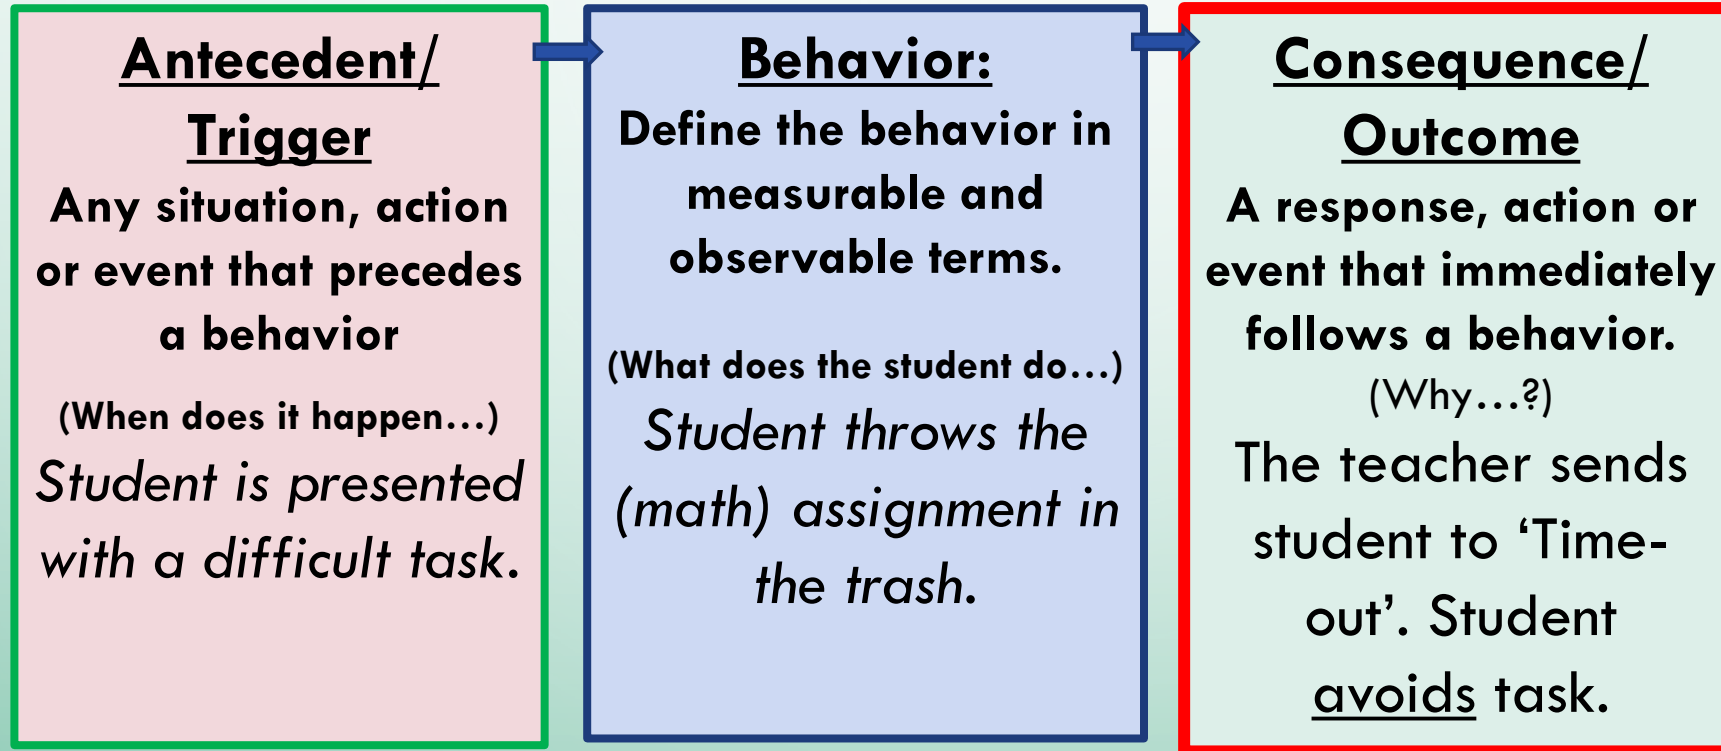 Antecedent/
Trigger
Any situation, action
or event that precedes
a behavior
(When does it happen...)
Student is presented
with a difficult task.
Behavior:
Define the behavior in
measurable and
observable terms.
(What does the student do...)
Student throws the
(math) assignment in
the trash.
Consequence/
Outcome
A response, action or
event that immediately
follows a behavior.
(Why...?)
The teacher sends
student to ‘Time-
out’. Student
avoids task.